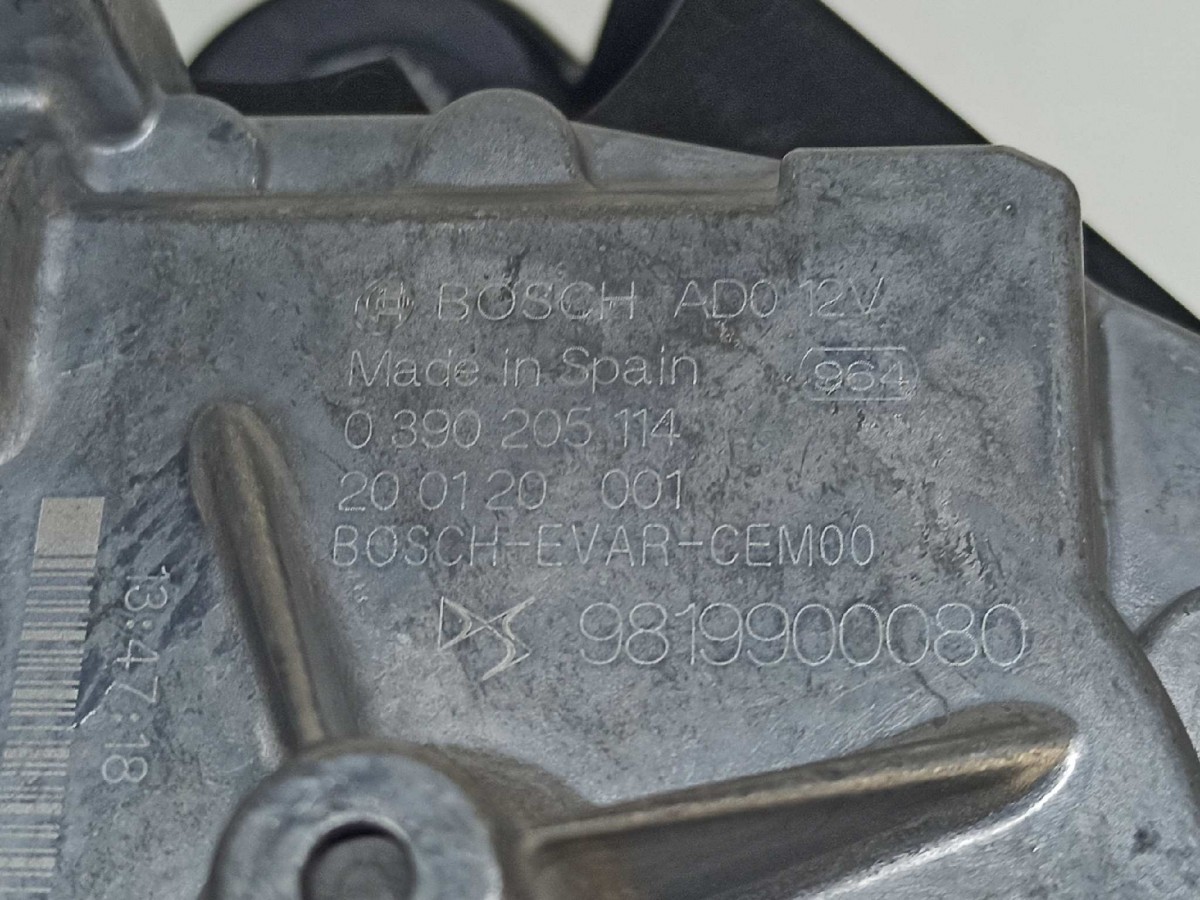 BOSCH AD0 12V
Made in Spain 964
0 390 205 114
20 01 20 001
BOSCH-EVAR-CEM00
9819900080
13:47:18